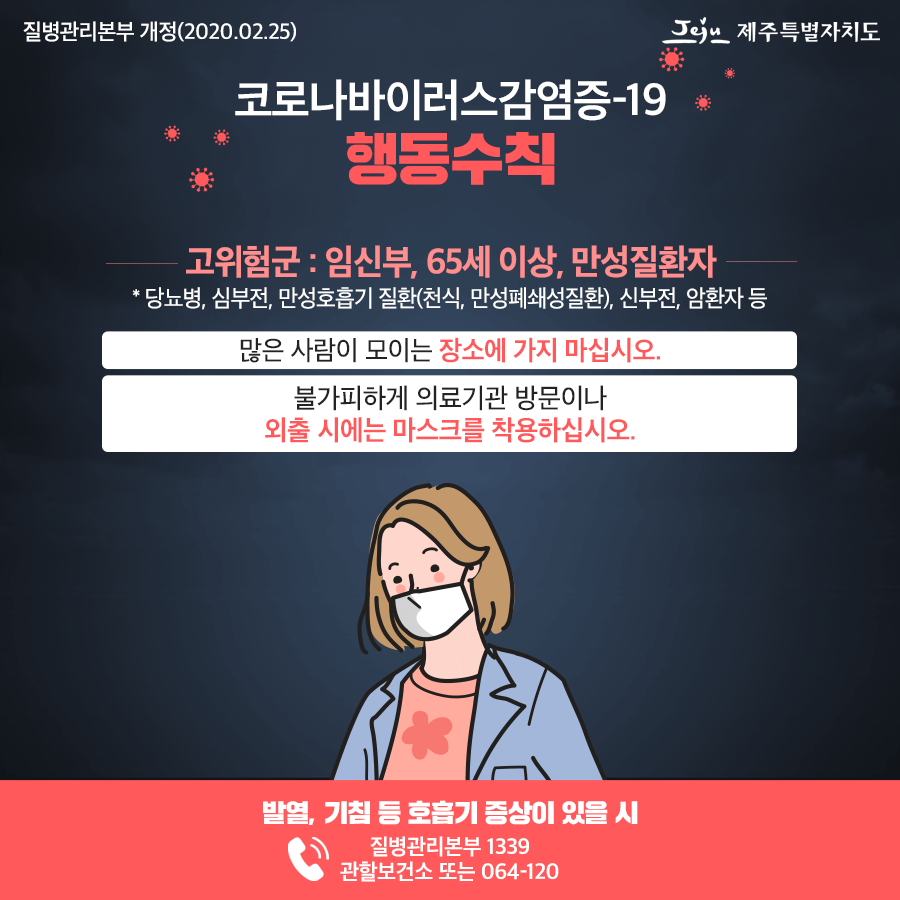 질병관리본부 개정(2020.02.25)
Jeju 제주특별자치도
코로나바이러스감염증-19
행동수칙
고위험군 : 임신부, 65세 이상, 만성질환자
* 당뇨병, 심부전, 만성호흡기 질환(천식, 만성폐쇄성질환), 신부전, 암환자 등
많은 사람이 모이는 장소에 가지 마십시오.
불가피하게 의료기관 방문이나
외출 시에는 마스크를 착용하십시오.
발열, 기침 등 호흡기 증상이 있을 시
질병관리본부 1339
관할보건소 또는 064-120